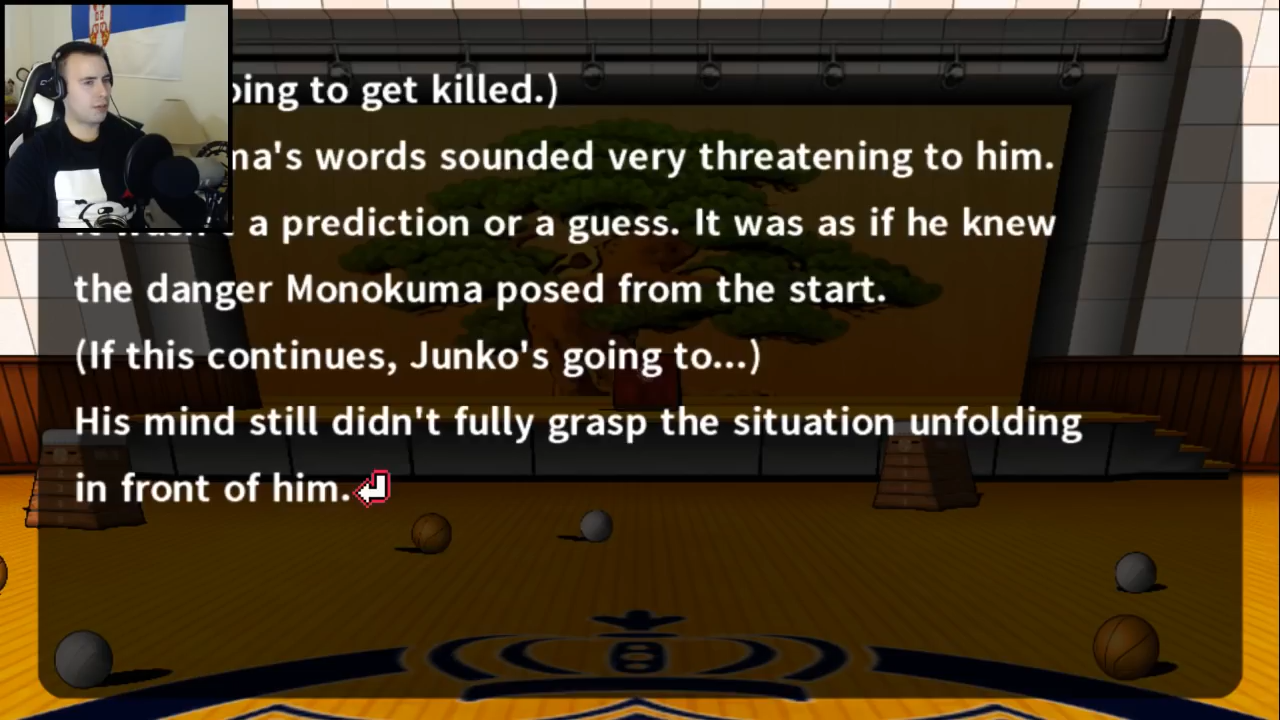 oing to get killed.)
ma's words sounded very threatening to him.
a prediction or a guess. It was as if he knew
the danger Monokuma posed from the start.
(If this continues, Junko's going to...)
His mind still didn't fully grasp the situation unfolding
in front of him.